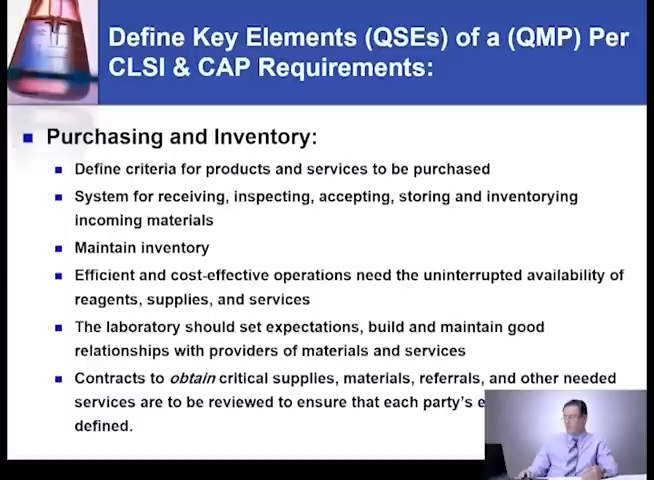 Define Key Elements (QSEs) of a (QMP) Per
CLSI & CAP Requirements:
Purchasing and Inventory:
Define criteria for products and services to be purchased
System for receiving, inspecting, accepting, storing and inventorying
incoming materials
Maintain inventory
Efficient and cost-effective operations need the uninterrupted availability of
reagents, supplies, and services
The laboratory should set expectations, build and maintain good
relationships with providers of materials and services
Contracts to obtain critical supplies, materials, referrals, and other needed
services are to be reviewed to ensure that each party's
defined.